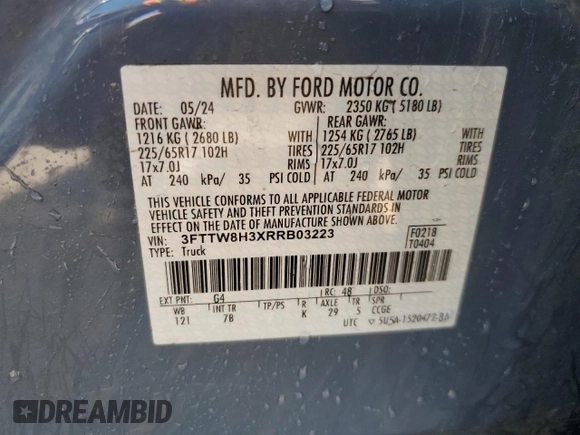 MFD. BY FORD MOTOR CO.
DATE: 05/24 GVWR: 2350 KG ( 5180 LB)
FRONT GAWR: REAR GAWR:
1216 KG ( 2680 LB) WITH 1254 KG ( 2765 LB) WITH
225/65R17 102H TIRES 225/65R17 102H TIRES
17x7.0J RIMS 17x7.0J RIMS
AT 240 kPa/ 35 PSI COLD AT 240 kPa/ 35 PSI COLD
THIS VEHICLE CONFORMS TO ALL APPLICABLE FEDERAL MOTOR
VEHICLE SAFETY AND THEFT PREVENTION STANDARDS IN
EFFECT ON THE DATE OF MANUFACTURE SHOWN ABOVE.
VIN: 3FTTW8H3XRRB03223 F0218
TYPE: Truck T0404
EXT PNT: G4 RC: 48 DSO:
WB INT TR TP/PS R AXLE TR SPR
121 7B K 29 5 CCGE
UTC
DREAMBID